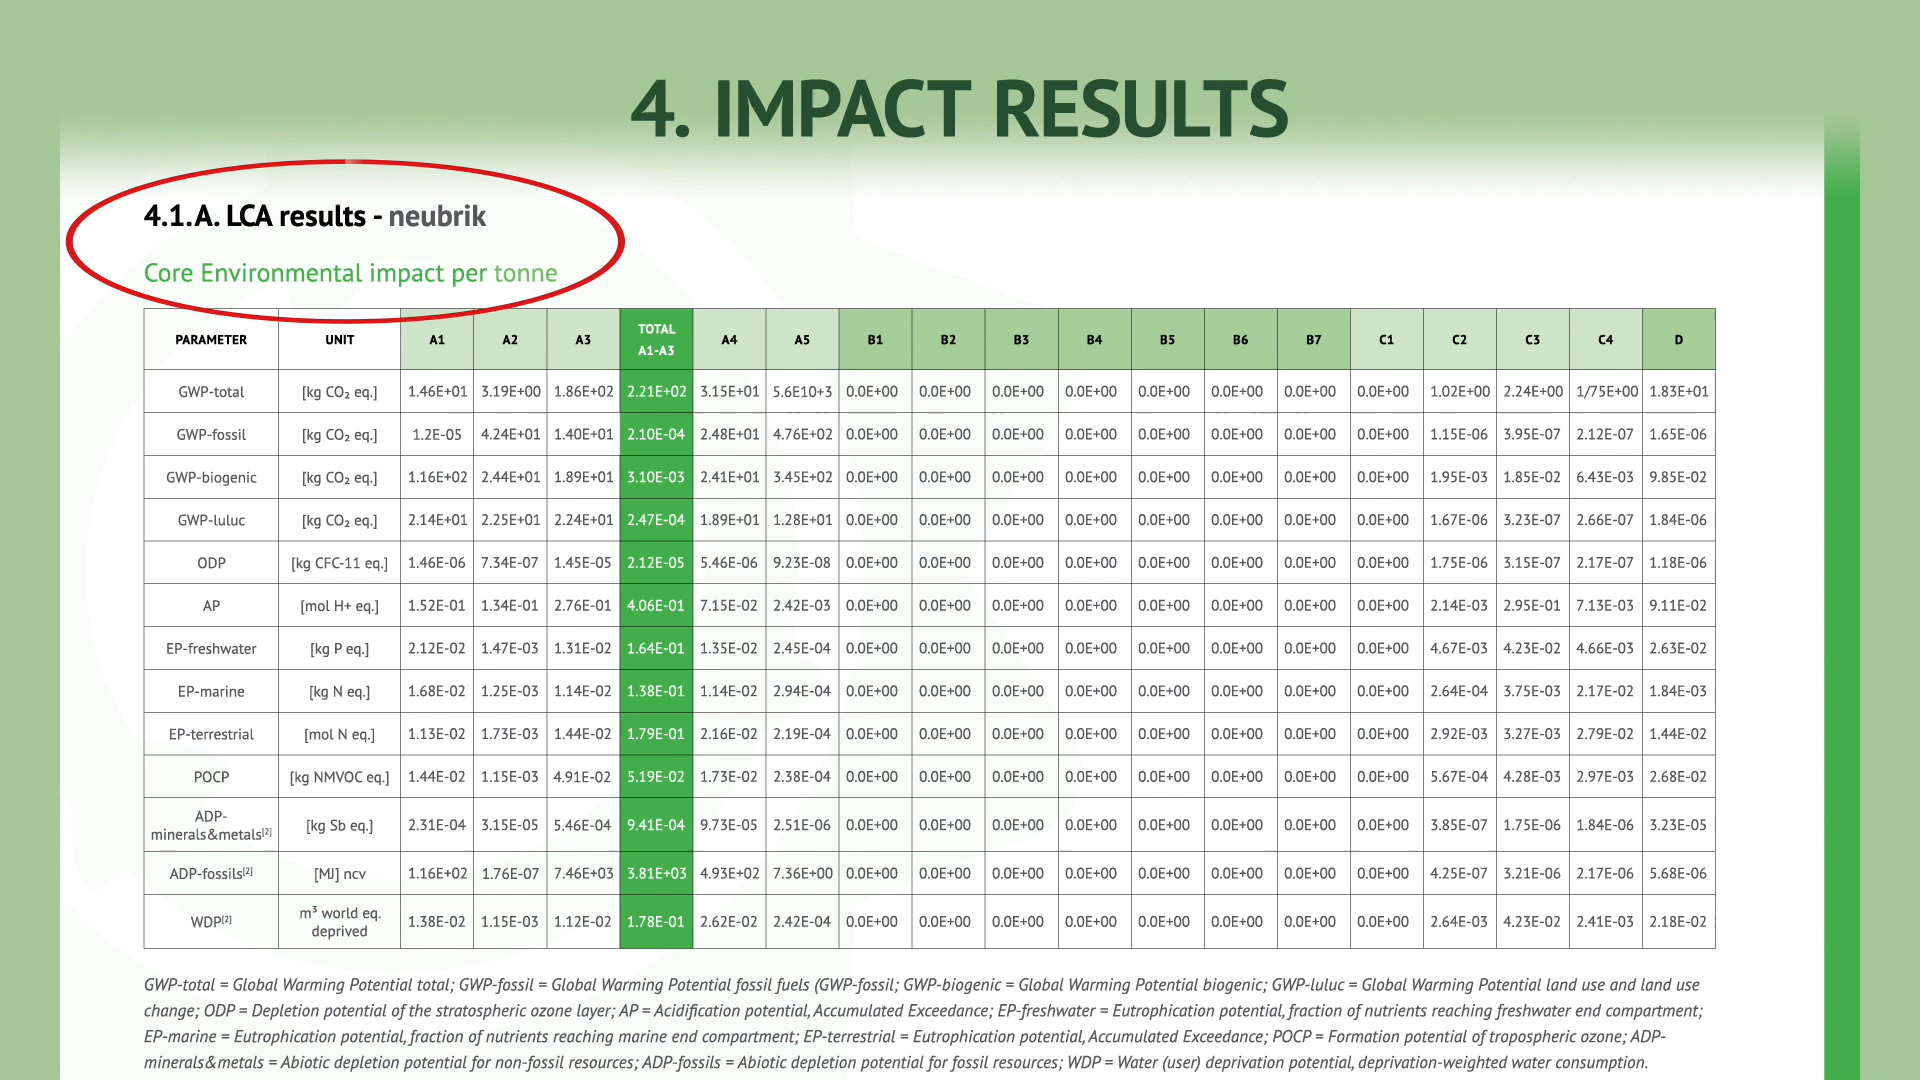 4. IMPACT RESULTS
4.1.A. LCA results - neubrik
Core Environmental impact per tonne
PARAMETER UNIT A1 A2 A3 TOTAL A1-A3 A4 A5 B1 B2 B3 B4 B5 B6 B7 C1 C2 C3 C4 D
GWP-total [kg CO₂ eq.] 1.46E+01 3.19E+00 1.86E+02 2.21E+02 3.15E+01 5.6E10+3 0.0E+00 0.0E+00 0.0E+00 0.0E+00 0.0E+00 0.0E+00 0.0E+00 0.0E+00 1.02E+00 2.24E+00 1/75E+00 1.83E+01
GWP-fossil [kg CO₂ eq.] 1.2E-05 4.24E+01 1.40E+01 2.10E-04 2.48E+01 4.76E+02 0.0E+00 0.0E+00 0.0E+00 0.0E+00 0.0E+00 0.0E+00 0.0E+00 0.0E+00 1.15E-06 3.95E-07 2.12E-07 1.65E-06
GWP-biogenic [kg CO₂ eq.] 1.16E+02 2.44E+01 1.89E+01 3.10E-03 2.41E+01 3.45E+02 0.0E+00 0.0E+00 0.0E+00 0.0E+00 0.0E+00 0.0E+00 0.0E+00 0.0E+00 1.95E-03 1.85E-02 6.43E-03 9.85E-02
GWP-luluc [kg CO₂ eq.] 2.14E+01 2.25E+01 2.24E+01 2.47E-04 1.89E+01 1.28E+01 0.0E+00 0.0E+00 0.0E+00 0.0E+00 0.0E+00 0.0E+00 0.0E+00 0.0E+00 1.67E-06 3.23E-07 2.66E-07 1.84E-06
ODP [kg CFC-11 eq.] 1.46E-06 7.34E-07 1.45E-05 2.12E-05 5.46E-06 9.23E-08 0.0E+00 0.0E+00 0.0E+00 0.0E+00 0.0E+00 0.0E+00 0.0E+00 0.0E+00 1.75E-06 3.15E-07 2.17E-07 1.18E-06
AP [mol H+ eq.] 1.52E-01 1.34E-01 2.76E-01 4.06E-01 7.15E-02 2.42E-03 0.0E+00 0.0E+00 0.0E+00 0.0E+00 0.0E+00 0.0E+00 0.0E+00 0.0E+00 2.14E-03 2.95E-01 7.13E-03 9.11E-02
EP-freshwater [kg P eq.] 2.12E-02 1.47E-03 1.31E-02 1.64E-01 1.35E-02 2.45E-04 0.0E+00 0.0E+00 0.0E+00 0.0E+00 0.0E+00 0.0E+00 0.0E+00 0.0E+00 4.67E-03 4.23E-02 4.66E-03 2.63E-02
EP-marine [kg N eq.] 1.68E-02 1.25E-03 1.14E-02 1.38E-01 1.14E-02 2.94E-04 0.0E+00 0.0E+00 0.0E+00 0.0E+00 0.0E+00 0.0E+00 0.0E+00 0.0E+00 2.64E-04 3.75E-03 2.17E-02 1.84E-03
EP-terrestrial [mol N eq.] 1.13E-02 1.73E-03 1.44E-02 1.79E-01 2.16E-02 2.19E-04 0.0E+00 0.0E+00 0.0E+00 0.0E+00 0.0E+00 0.0E+00 0.0E+00 0.0E+00 2.92E-03 3.27E-03 2.79E-02 1.44E-02
POCP [kg NMVOC eq.] 1.44E-02 1.15E-03 4.91E-02 5.19E-02 1.73E-02 2.38E-04 0.0E+00 0.0E+00 0.0E+00 0.0E+00 0.0E+00 0.0E+00 0.0E+00 0.0E+00 5.67E-04 4.28E-03 2.97E-03 2.68E-02
ADP-minerals&metals[2] [kg Sb eq.] 2.31E-04 3.15E-05 5.46E-04 9.41E-04 9.73E-05 2.51E-06 0.0E+00 0.0E+00 0.0E+00 0.0E+00 0.0E+00 0.0E+00 0.0E+00 0.0E+00 3.85E-07 1.75E-06 1.84E-06 3.23E-05
ADP-fossils[2] [MJ] ncv 1.16E+02 1.76E-07 7.46E+03 3.81E+03 4.93E+02 7.36E+00 0.0E+00 0.0E+00 0.0E+00 0.0E+00 0.0E+00 0.0E+00 0.0E+00 0.0E+00 4.25E-07 3.21E-06 2.17E-06 5.68E-06
WDP[2] m³ world eq. deprived 1.38E-02 1.15E-03 1.12E-02 1.78E-01 2.62E-02 2.42E-04 0.0E+00 0.0E+00 0.0E+00 0.0E+00 0.0E+00 0.0E+00 0.0E+00 0.0E+00 2.64E-03 4.23E-02 2.41E-03 2.18E-02
GWP-total = Global Warming Potential total; GWP-fossil = Global Warming Potential fossil fuels (GWP-fossil; GWP-biogenic = Global Warming Potential biogenic; GWP-luluc = Global Warming Potential land use and land use
change; ODP = Depletion potential of the stratospheric ozone layer; AP = Acidification potential, Accumulated Exceedance; EP-freshwater = Eutrophication potential, fraction of nutrients reaching freshwater end compartment;
EP-marine = Eutrophication potential, fraction of nutrients reaching marine end compartment; EP-terrestrial = Eutrophication potential, Accumulated Exceedance; POCP = Formation potential of tropospheric ozone; ADP-
minerals&metals = Abiotic depletion potential for non-fossil resources; ADP-fossils = Abiotic depletion potential for fossil resources; WDP = Water (user) deprivation potential, deprivation-weighted water consumption.